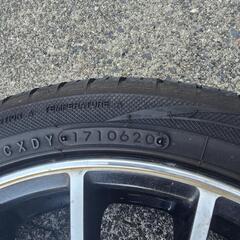 TEMPERATURE A
CXDY 1710620